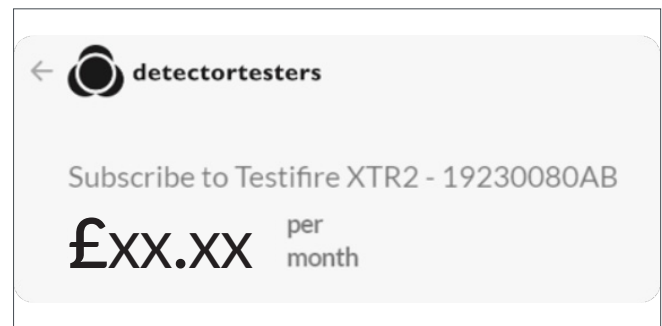 detectortesters
Subscribe to Testifire XTR2 - 19230080AB
£xx.xx per
month